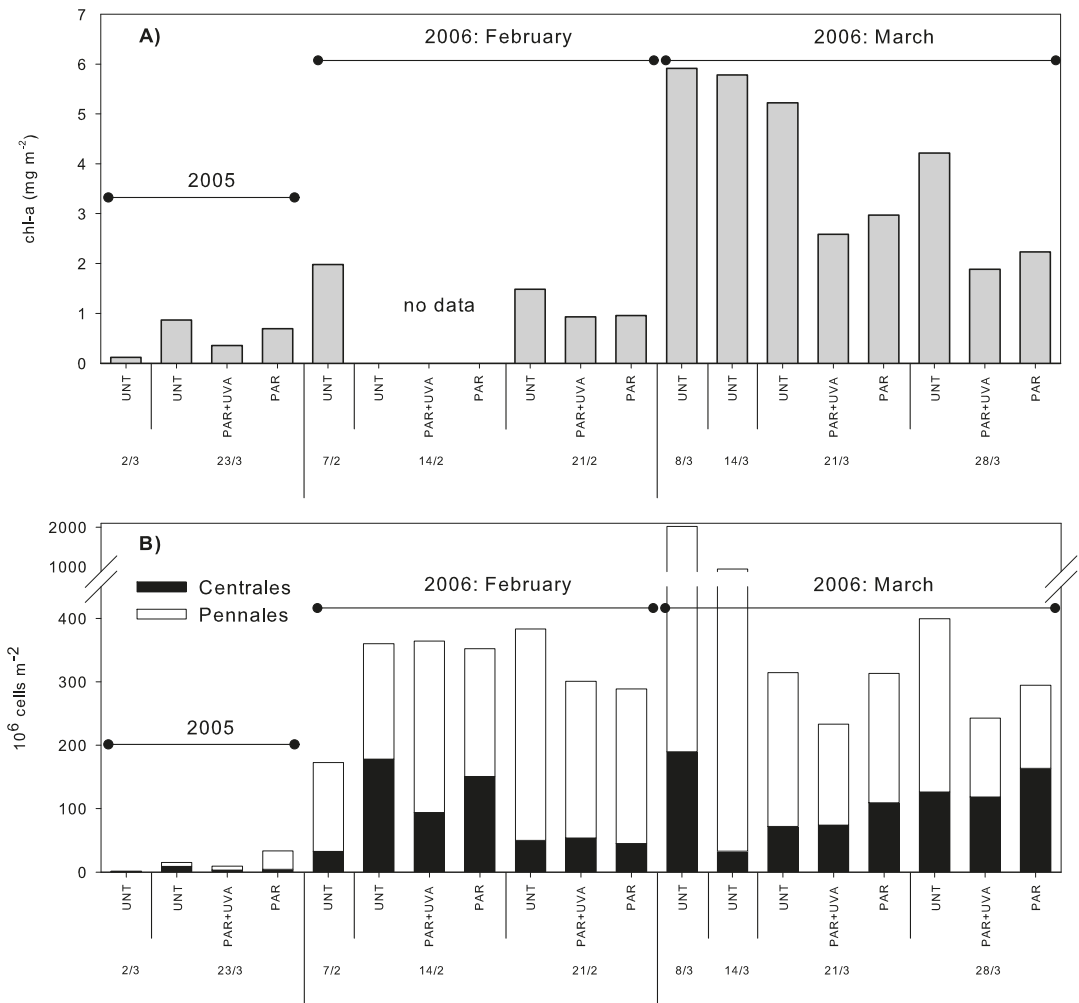 A)
2006: February
2006: March
2005
no data
chl-a (mg m-2)
7
6
5
4
3
2
1
0
UNT UNT PAR+UVA PAR UNT UNT PAR+UVA PAR UNT PAR+UVA PAR UNT UNT UNT PAR+UVA PAR UNT PAR+UVA PAR
2/3 23/3 7/2 14/2 21/2 8/3 14/3 21/3 28/3
B)
Centrales
Pennales
2006: February
2006: March
2005
10^6 cells m-2
2000
1000
400
300
200
100
0
UNT UNT PAR+UVA PAR UNT UNT PAR+UVA PAR UNT PAR+UVA PAR UNT UNT UNT PAR+UVA PAR UNT PAR+UVA PAR
2/3 23/3 7/2 14/2 21/2 8/3 14/3 21/3 28/3